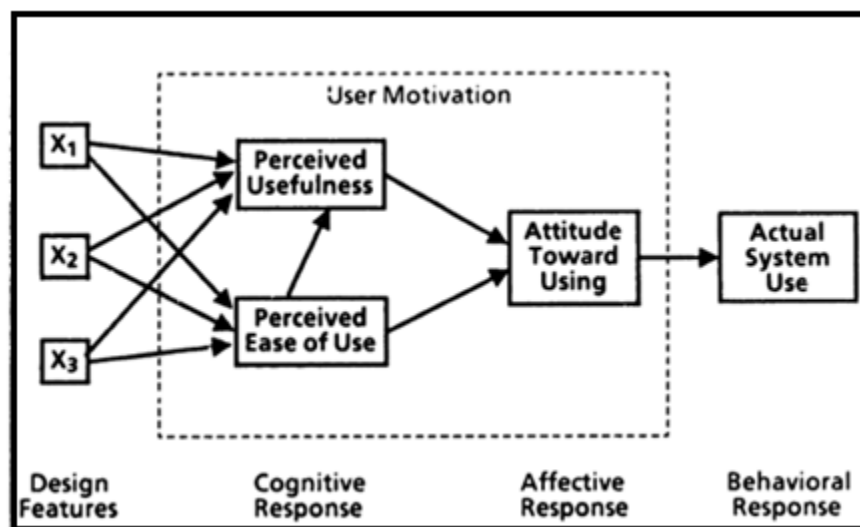 User Motivation
X1
Perceived
Usefulness
X2
Attitude
Toward
Using
Actual
System
Use
Perceived
Ease of Use
X3
Design
Features
Cognitive
Response
Affective
Response
Behavioral
Response